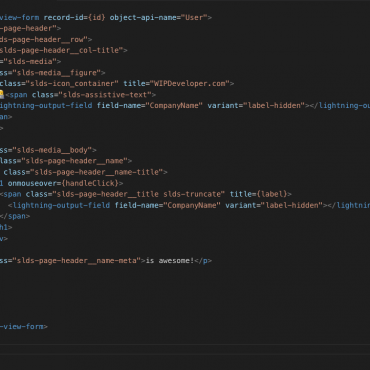 view-form record-id={id} object-api-name="User">
-page-header">
ds-page-header__row">
slds-page-header__col-title">
="slds-media">
ass="slds-media__figure">
class="slds-icon_container" title="WIPDeveloper.com">
<span class="slds-assistive-text">
ightning-output-field field-name="CompanyName" variant="label-hidden"></lightning-ou
an>
>
ass="slds-media__body">
lass="slds-page-header__name">
class="slds-page-header__name-title">
1 onmouseover={handleClick}>
<span class="slds-page-header__title slds-truncate" title={label}>
<lightning-output-field field-name="CompanyName" variant="label-hidden"></lightnin
</span>
h1>
v>
ss="slds-page-header__name-meta">is awesome!</p>
-view-form>